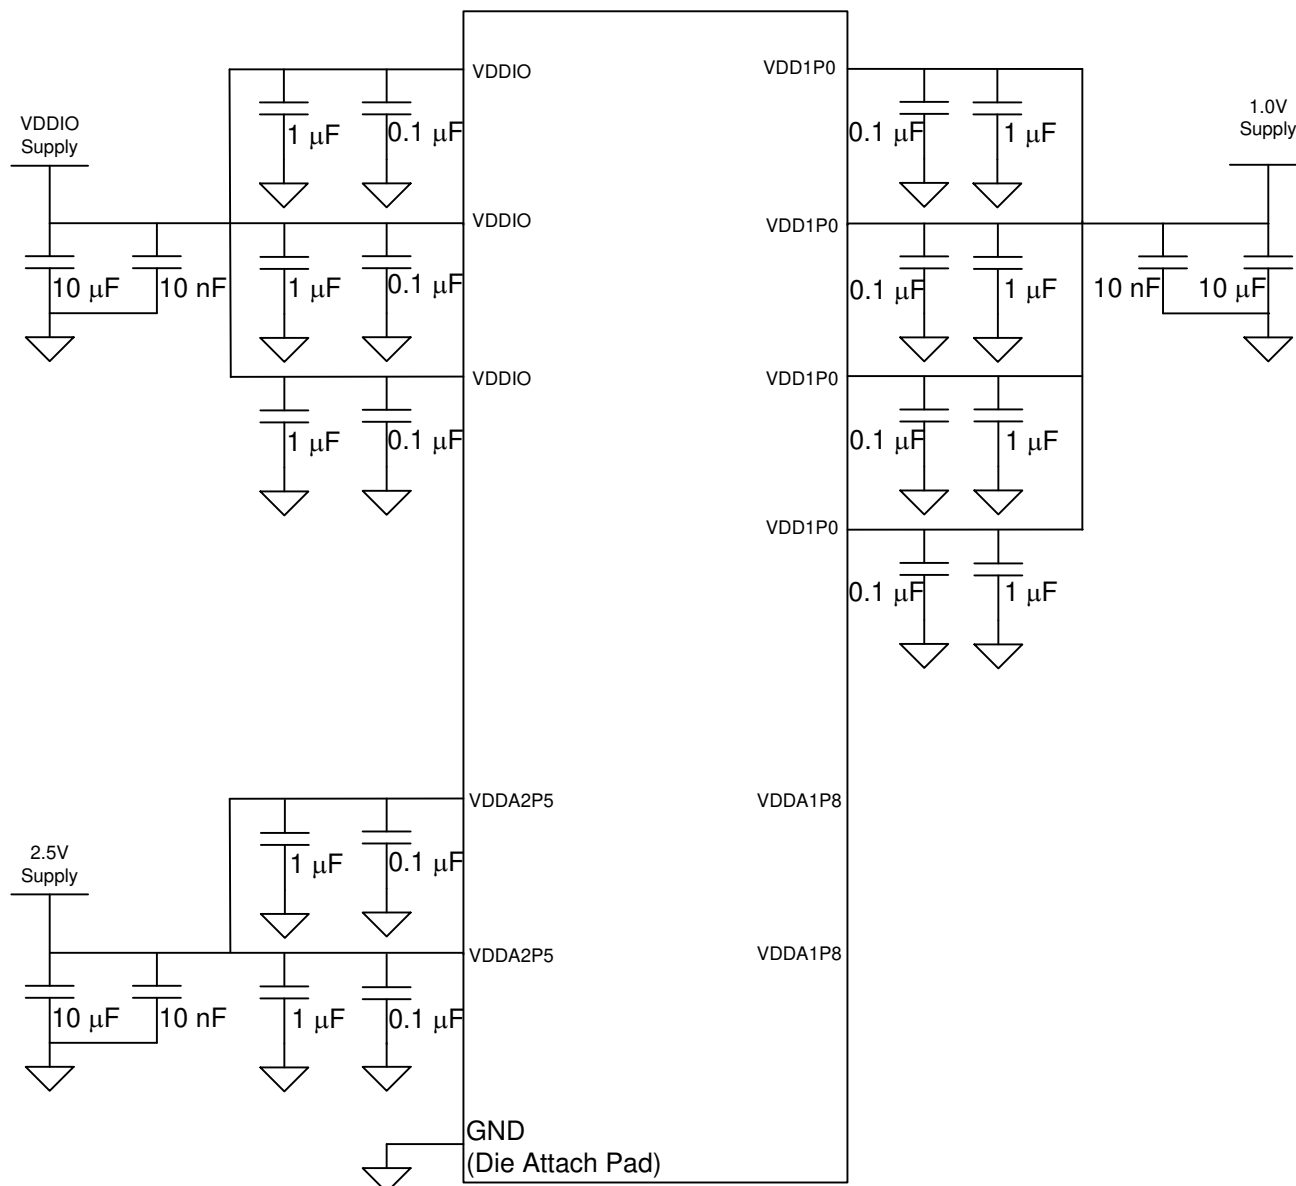 VDDIO
VDD1P0
VDDIO
Supply
1 μF
0.1 μF
0.1 μF
1 μF
1.0V
Supply
VDDIO
VDD1P0
10 μF
10 nF
1 μF
0.1 μF
0.1 μF
1 μF
10 nF
10 μF
VDDIO
VDD1P0
1 μF
0.1 μF
0.1 μF
1 μF
VDD1P0
0.1 μF
1 μF
VDDA2P5
VDDA1P8
2.5V
Supply
1 μF
0.1 μF
VDDA2P5
VDDA1P8
10 μF
10 nF
1 μF
0.1 μF
GND
(Die Attach Pad)